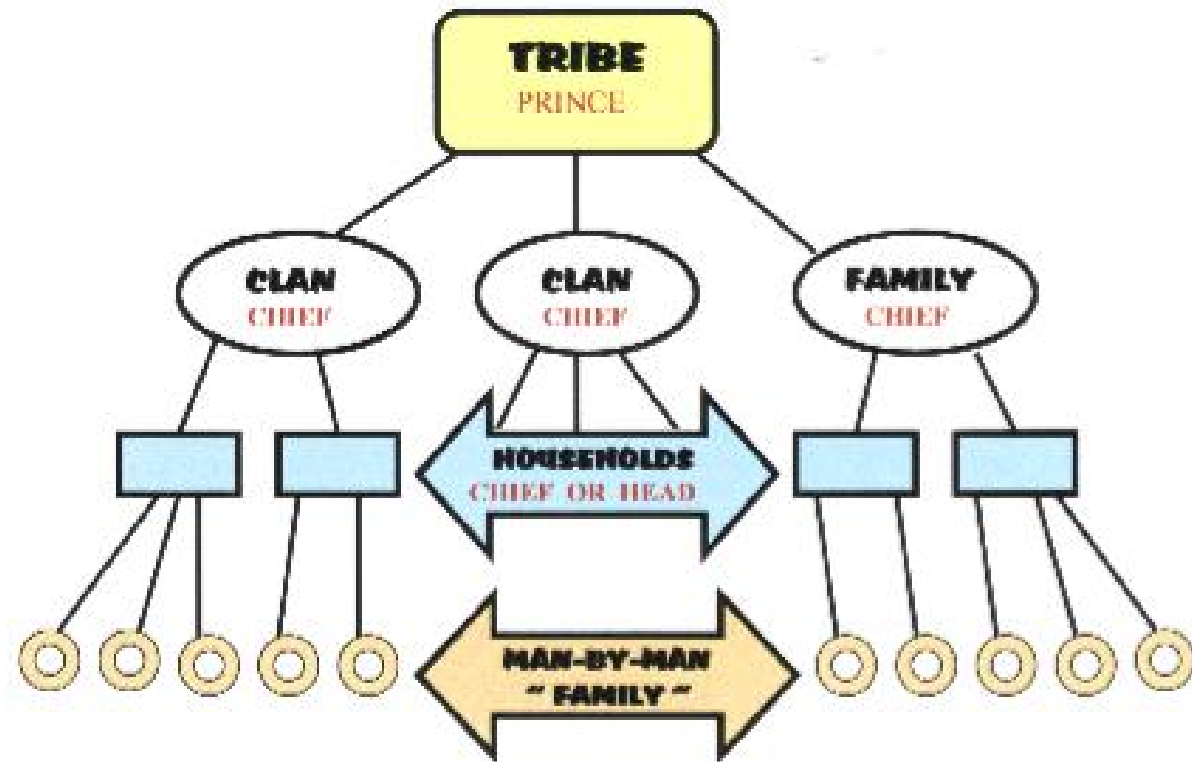 TRIBE
PRINCE
CLAN
CHIEF
CLAN
CHIEF
FAMILY
CHIEF
HOUSEHOLDS
CHIEF OR HEAD
MAN-BY-MAN
" FAMILY "